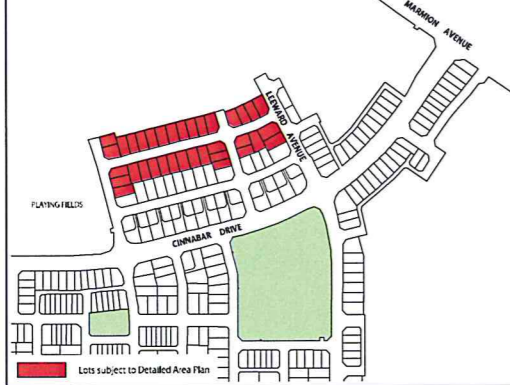 MARMION AVENUE
LEEWARD AVENUE
PLAYING FIELDS
CINNABAR DRIVE
Lots subject to Detailed Area Plan